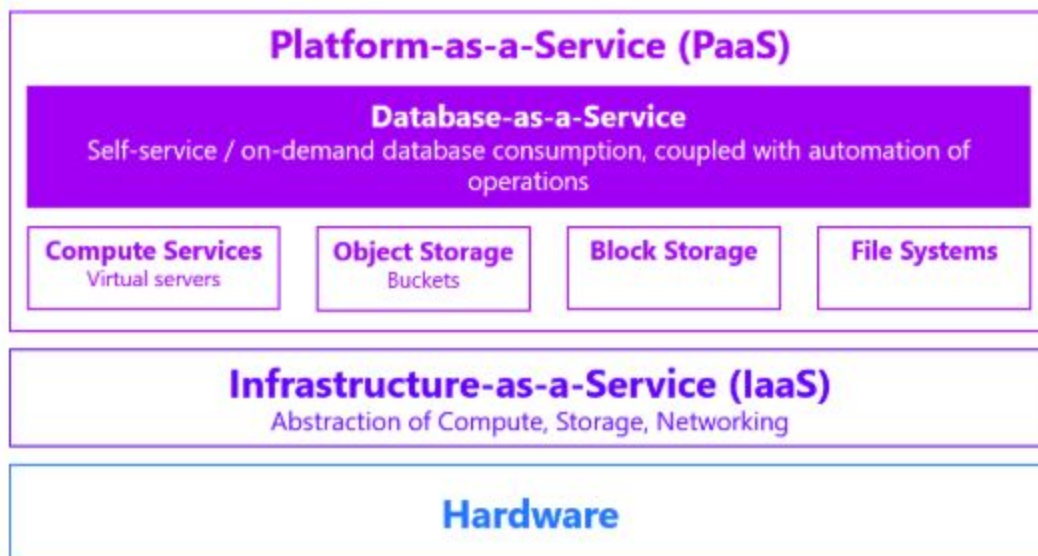 Platform-as-a-Service (PaaS)
Database-as-a-Service
Self-service / on-demand database consumption, coupled with automation of
operations
Compute Services
Virtual servers
Object Storage
Buckets
Block Storage
File Systems
Infrastructure-as-a-Service (IaaS)
Abstraction of Compute, Storage, Networking
Hardware